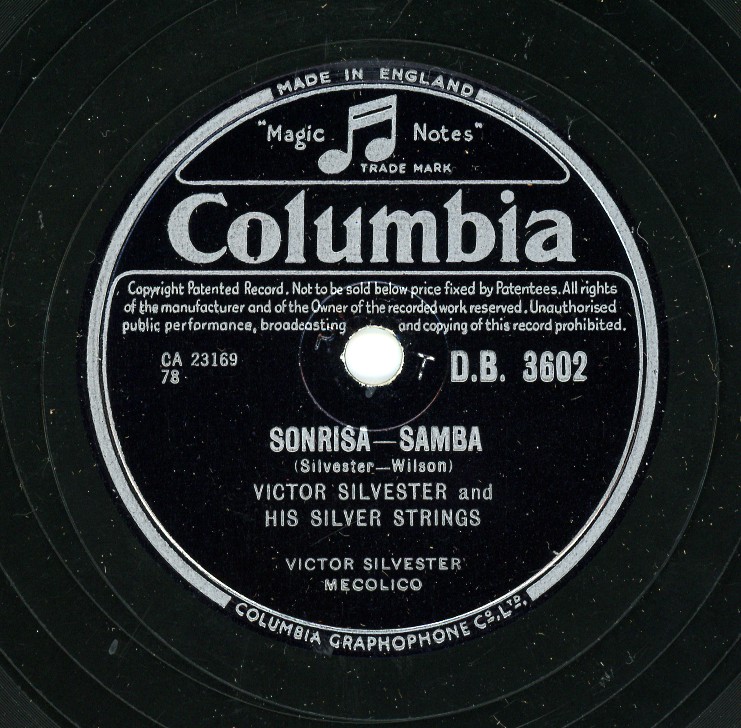 MADE IN ENGLAND
"Magic Notes"
TRADE MARK
Columbia
Copyright Patented Record. Not to be sold below price fixed by Patentees. All rights
of the manufacturer and of the Owner of the recorded work reserved. Unauthorised
public performance, broadcasting and copying of this record prohibited.
CA 23169
78
T D.B. 3602
SONRISA—SAMBA
(Silvester—Wilson)
VICTOR SILVESTER and
HIS SILVER STRINGS
VICTOR SILVESTER
MECOLICO
COLUMBIA GRAPHOPHONE CO., LTD.